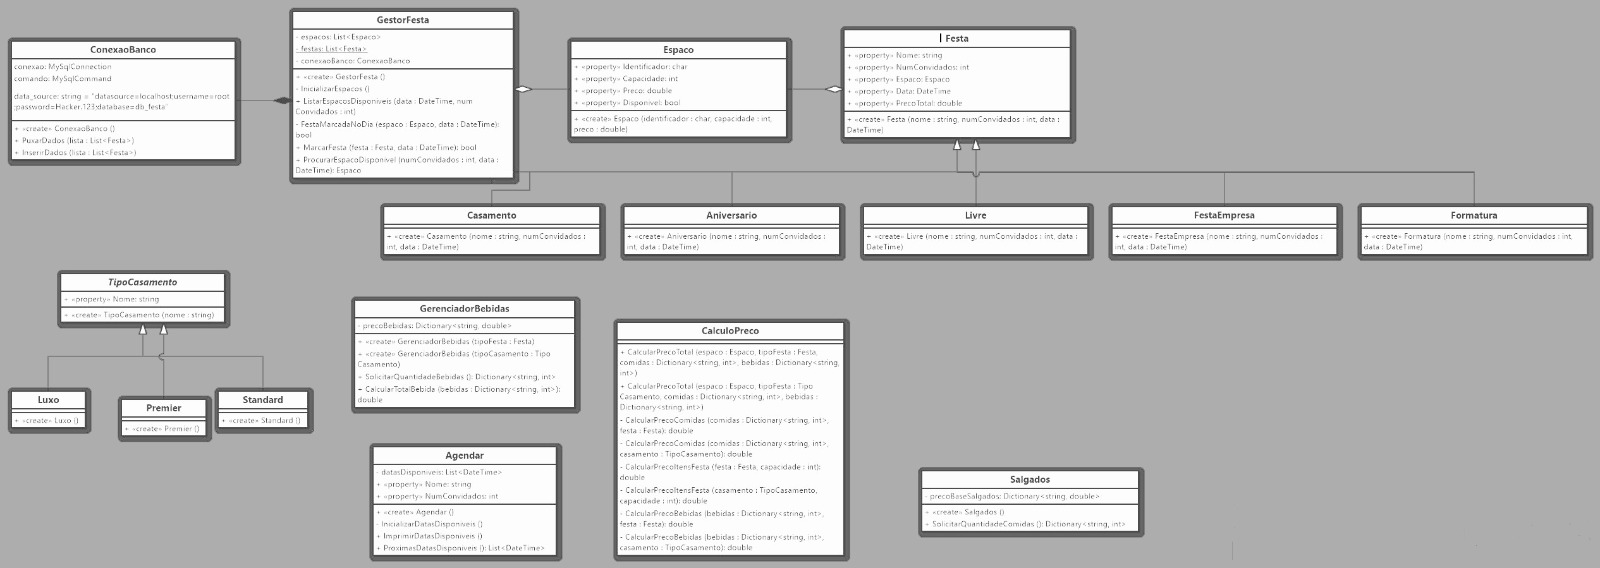 ConexaoBanco
conexao: MySqlConnection
comando: MySqlCommand
data_source: string = "datasource=localhost;username=root
;password=Hacker.123;database=db_festa"
+ «create» ConexaoBanco ()
+ PuxarDados (lista : List<Festa>)
+ InserirDados (lista : List<Festa>)
GestorFesta
- espacos: List<Espaco>
- festas: List<Festa>
- conexaoBanco: ConexaoBanco
+ «create» GestorFesta ()
- InicializarEspacos ()
+ ListarEspacosDisponiveis (data : DateTime, num
Convidados : int)
- FestaMarcadaNoDia (espaco : Espaco, data : DateTime):
bool
+ MarcarFesta (festa : Festa, data : DateTime): bool
+ ProcurarEspacoDisponivel (numConvidados : int, data :
DateTime): Espaco
Espaco
+ «property» Identificador: char
+ «property» Capacidade: int
+ «property» Preco: double
+ «property» Disponivel: bool
+ «create» Espaco (identificador : char, capacidade : int,
preco : double)
Festa
+ «property» Nome: string
+ «property» NumConvidados: int
+ «property» Espaco: Espaco
+ «property» Data: DateTime
+ «property» PrecoTotal: double
+ «create» Festa (nome : string, numConvidados : int, data :
DateTime)
Casamento
+ «create» Casamento (nome : string, numConvidados :
int, data : DateTime)
Aniversario
+ «create» Aniversario (nome : string, numConvidados :
int, data : DateTime)
Livre
+ «create» Livre (nome : string, numConvidados : int, data :
DateTime)
FestaEmpresa
+ «create» FestaEmpresa (nome : string, numConvidados :
int, data : DateTime)
Formatura
+ «create» Formatura (nome : string, numConvidados : int,
data : DateTime)
TipoCasamento
+ «property» Nome: string
+ «create» TipoCasamento (nome : string)
Luxo
+ «create» Luxo ()
Premier
+ «create» Premier ()
Standard
+ «create» Standard ()
GerenciadorBebidas
- precoBebidas: Dictionary<string, double>
+ «create» GerenciadorBebidas (tipoFesta : Festa)
+ «create» GerenciadorBebidas (tipoCasamento : Tipo
Casamento)
+ SolicitarQuantidadeBebidas (): Dictionary<string, int>
+ CalcularTotalBebida (bebidas : Dictionary<string, int>):
double
Agendar
- datasDisponiveis: List<DateTime>
+ «property» Nome: string
+ «property» NumConvidados: int
+ «create» Agendar ()
- InicializarDatasDisponiveis ()
+ ImprimirDatasDisponiveis ()
+ ProximasDatasDisponiveis (): List<DateTime>
CalculoPreco
+ CalcularPrecoTotal (espaco : Espaco, tipoFesta : Festa,
comidas : Dictionary<string, int>, bebidas : Dictionary<string,
int>)
+ CalcularPrecoTotal (espaco : Espaco, tipoFesta : Tipo
Casamento, comidas : Dictionary<string, int>, bebidas :
Dictionary<string, int>)
- CalcularPrecoComidas (comidas : Dictionary<string, int>,
festa : Festa): double
- CalcularPrecoComidas (comidas : Dictionary<string, int>,
casamento : TipoCasamento): double
- CalcularPrecoItensFesta (festa : Festa, capacidade : int):
double
- CalcularPrecoItensFesta (casamento : TipoCasamento,
capacidade : int): double
- CalcularPrecoBebidas (bebidas : Dictionary<string, int>,
festa : Festa): double
- CalcularPrecoBebidas (bebidas : Dictionary<string, int>,
casamento : TipoCasamento): double
Salgados
- precoBaseSalgados: Dictionary<string, double>
+ «create» Salgados ()
+ SolicitarQuantidadeComidas (): Dictionary<string, int>